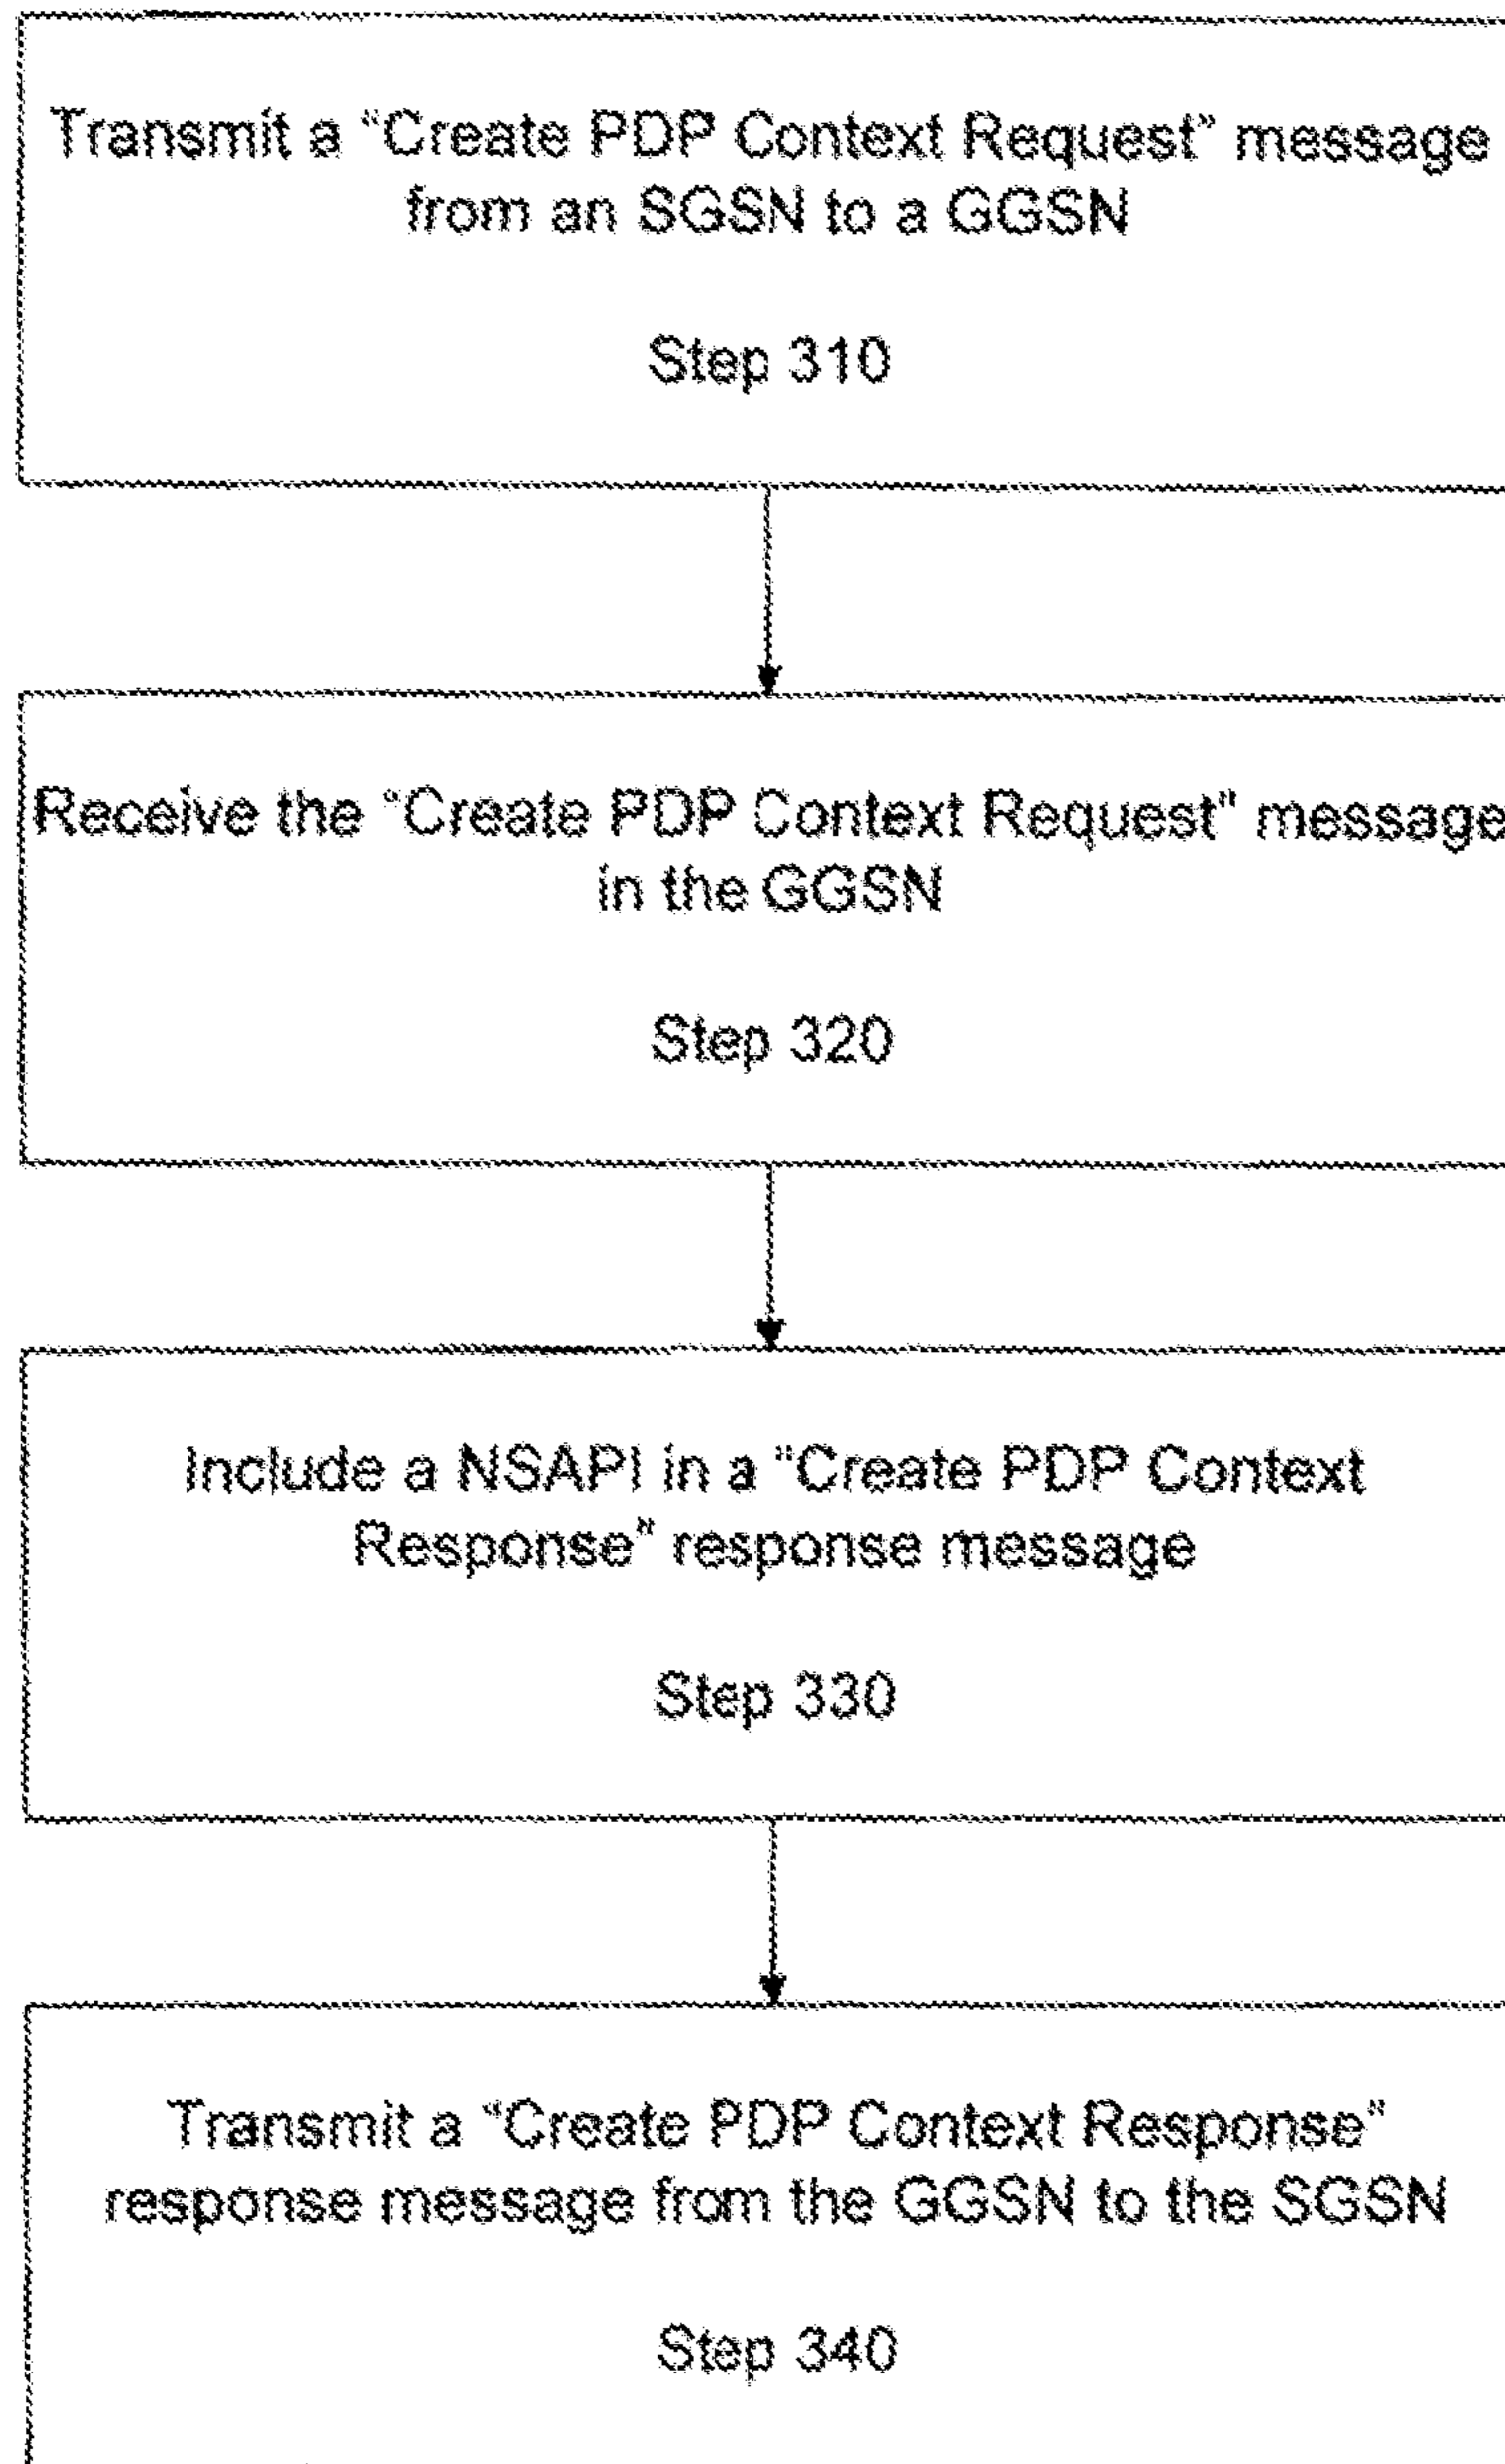 Transmit a "Create PDP Context Request" message
from an SGSN to a GGSN
Step 310
Receive the "Create PDP Context Request" message
in the GGSN
Step 320
Include a NSAPI in a "Create PDP Context
Response" response message
Step 330
Transmit a "Create PDP Context Response"
response message from the GGSN to the SGSN
Step 340